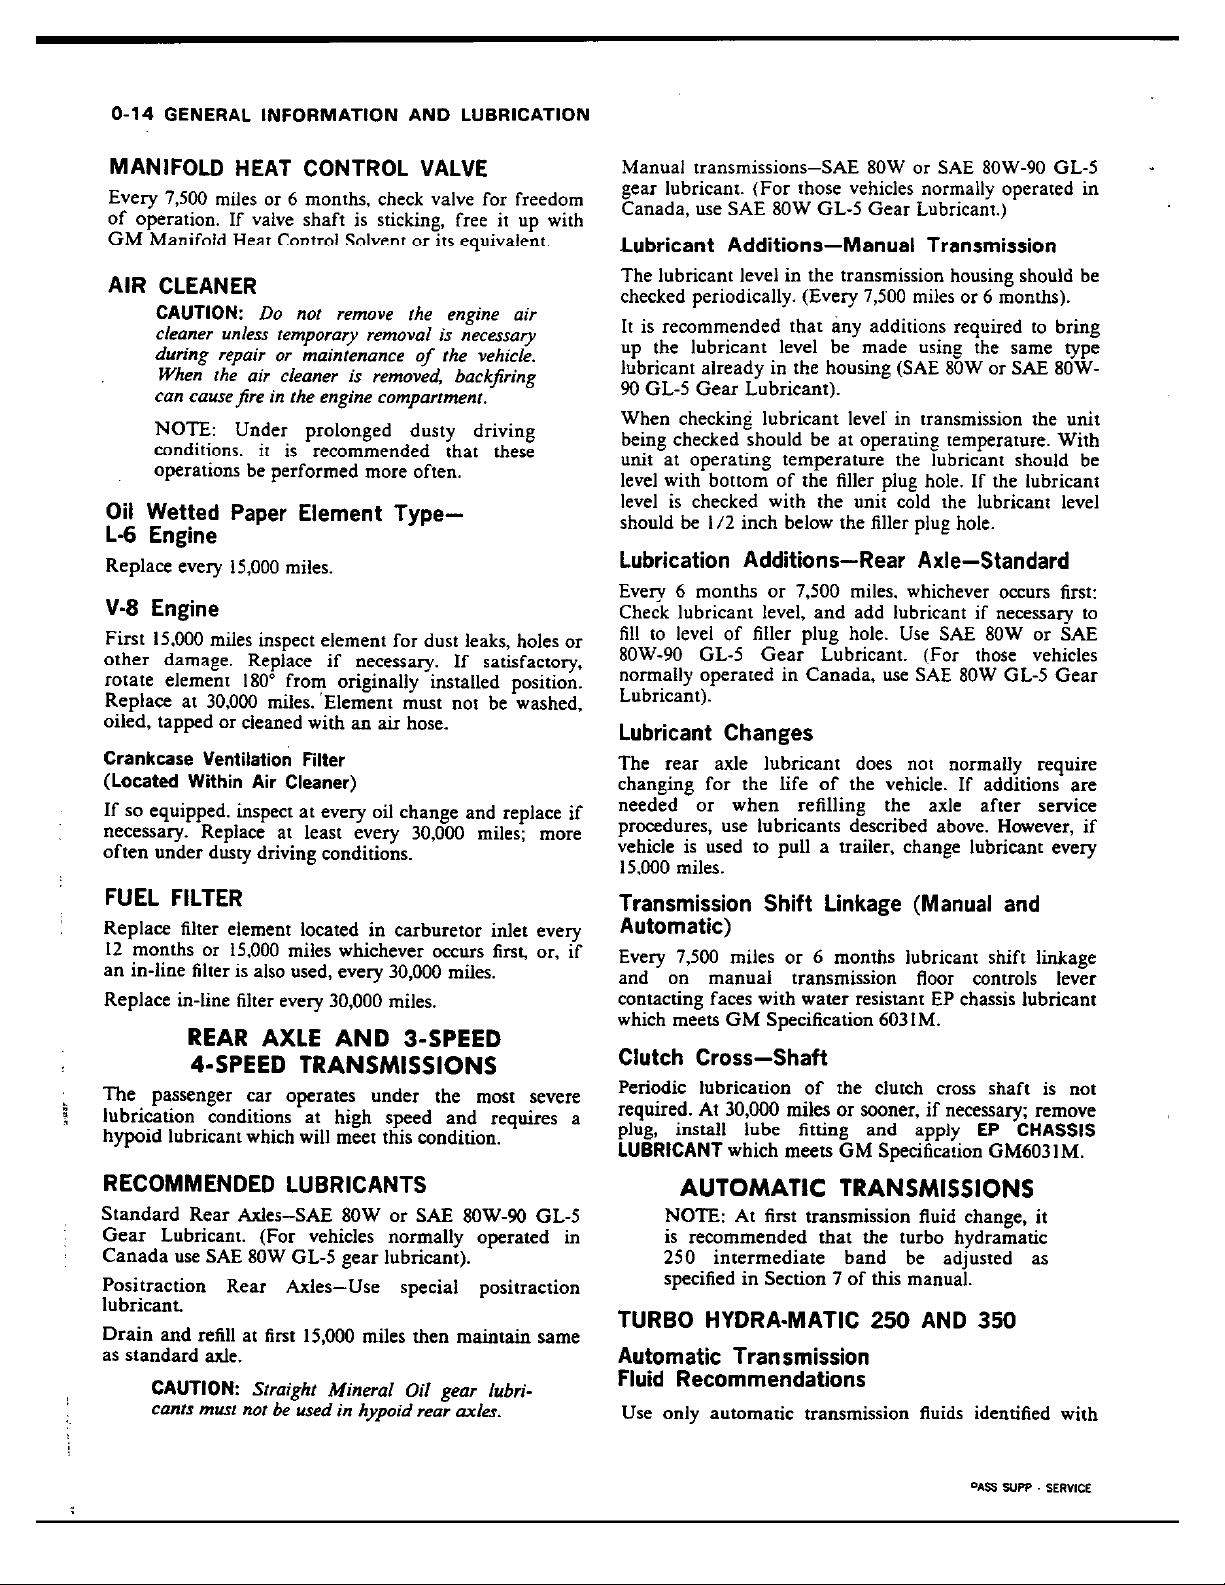 0-14 GENERAL INFORMATION AND LUBRICATION
MANIFOLD HEAT CONTROL VALVE
Every 7,500 miles or 6 months, check valve for freedom
of operation. If valve shaft is sticking, free it up with
GM Manifold Heat Control Solvent or its equivalent.
AIR CLEANER
CAUTION: Do not remove the engine air
cleaner unless temporary removal is necessary
during repair or maintenance of the vehicle.
When the air cleaner is removed, backfiring
can cause fire in the engine compartment.
NOTE: Under prolonged dusty driving
conditions. it is recommended that these
operations be performed more often.
Oil Wetted Paper Element Type—
L-6 Engine
Replace every 15,000 miles.
V-8 Engine
First 15,000 miles inspect element for dust leaks, holes or
other damage. Replace if necessary. If satisfactory,
rotate element 180° from originally installed position.
Replace at 30,000 miles. Element must not be washed,
oiled, tapped or cleaned with an air hose.
Crankcase Ventilation Filter
(Located Within Air Cleaner)
If so equipped. inspect at every oil change and replace if
necessary. Replace at least every 30,000 miles; more
often under dusty driving conditions.
FUEL FILTER
Replace filter element located in carburetor inlet every
12 months or 15,000 miles whichever occurs first, or, if
an in-line filter is also used, every 30,000 miles.
Replace in-line filter every 30,000 miles.
REAR AXLE AND 3-SPEED
4-SPEED TRANSMISSIONS
The passenger car operates under the most severe
lubrication conditions at high speed and requires a
hypoid lubricant which will meet this condition.
RECOMMENDED LUBRICANTS
Standard Rear Axles—SAE 80W or SAE 80W-90 GL-5
Gear Lubricant. (For vehicles normally operated in
Canada use SAE 80W GL-5 gear lubricant).
Positraction Rear Axles—Use special positraction
lubricant.
Drain and refill at first 15,000 miles then maintain same
as standard axle.
CAUTION: Straight Mineral Oil gear lubri-
cants must not be used in hypoid rear axles.
Manual transmissions—SAE 80W or SAE 80W-90 GL-5
gear lubricant. (For those vehicles normally operated in
Canada, use SAE 80W GL-5 Gear Lubricant.)
Lubricant Additions—Manual Transmission
The lubricant level in the transmission housing should be
checked periodically. (Every 7,500 miles or 6 months).
It is recommended that any additions required to bring
up the lubricant level be made using the same type
lubricant already in the housing (SAE 80W or SAE 80W-
90 GL-5 Gear Lubricant).
When checking lubricant level in transmission the unit
being checked should be at operating temperature. With
unit at operating temperature the lubricant should be
level with bottom of the filler plug hole. If the lubricant
level is checked with the unit cold the lubricant level
should be 1/2 inch below the filler plug hole.
Lubrication Additions—Rear Axle—Standard
Every 6 months or 7,500 miles, whichever occurs first:
Check lubricant level, and add lubricant if necessary to
fill to level of filler plug hole. Use SAE 80W or SAE
80W-90 GL-5 Gear Lubricant. (For those vehicles
normally operated in Canada, use SAE 80W GL-5 Gear
Lubricant).
Lubricant Changes
The rear axle lubricant does not normally require
changing for the life of the vehicle. If additions are
needed or when refilling the axle after service
procedures, use lubricants described above. However, if
vehicle is used to pull a trailer, change lubricant every
15,000 miles.
Transmission Shift Linkage (Manual and
Automatic)
Every 7,500 miles or 6 months lubricant shift linkage
and on manual transmission floor controls lever
contacting faces with water resistant EP chassis lubricant
which meets GM Specification 6031M.
Clutch Cross—Shaft
Periodic lubrication of the clutch cross shaft is not
required. At 30,000 miles or sooner, if necessary; remove
plug, install lube fitting and apply EP CHASSIS
LUBRICANT which meets GM Specification GM6031M.
AUTOMATIC TRANSMISSIONS
NOTE: At first transmission fluid change, it
is recommended that the turbo hydramatic
250 intermediate band be adjusted as
specified in Section 7 of this manual.
TURBO HYDRA-MATIC 250 AND 350
Automatic Transmission
Fluid Recommendations
Use only automatic transmission fluids identified with
PASS SUPP - SERVICE